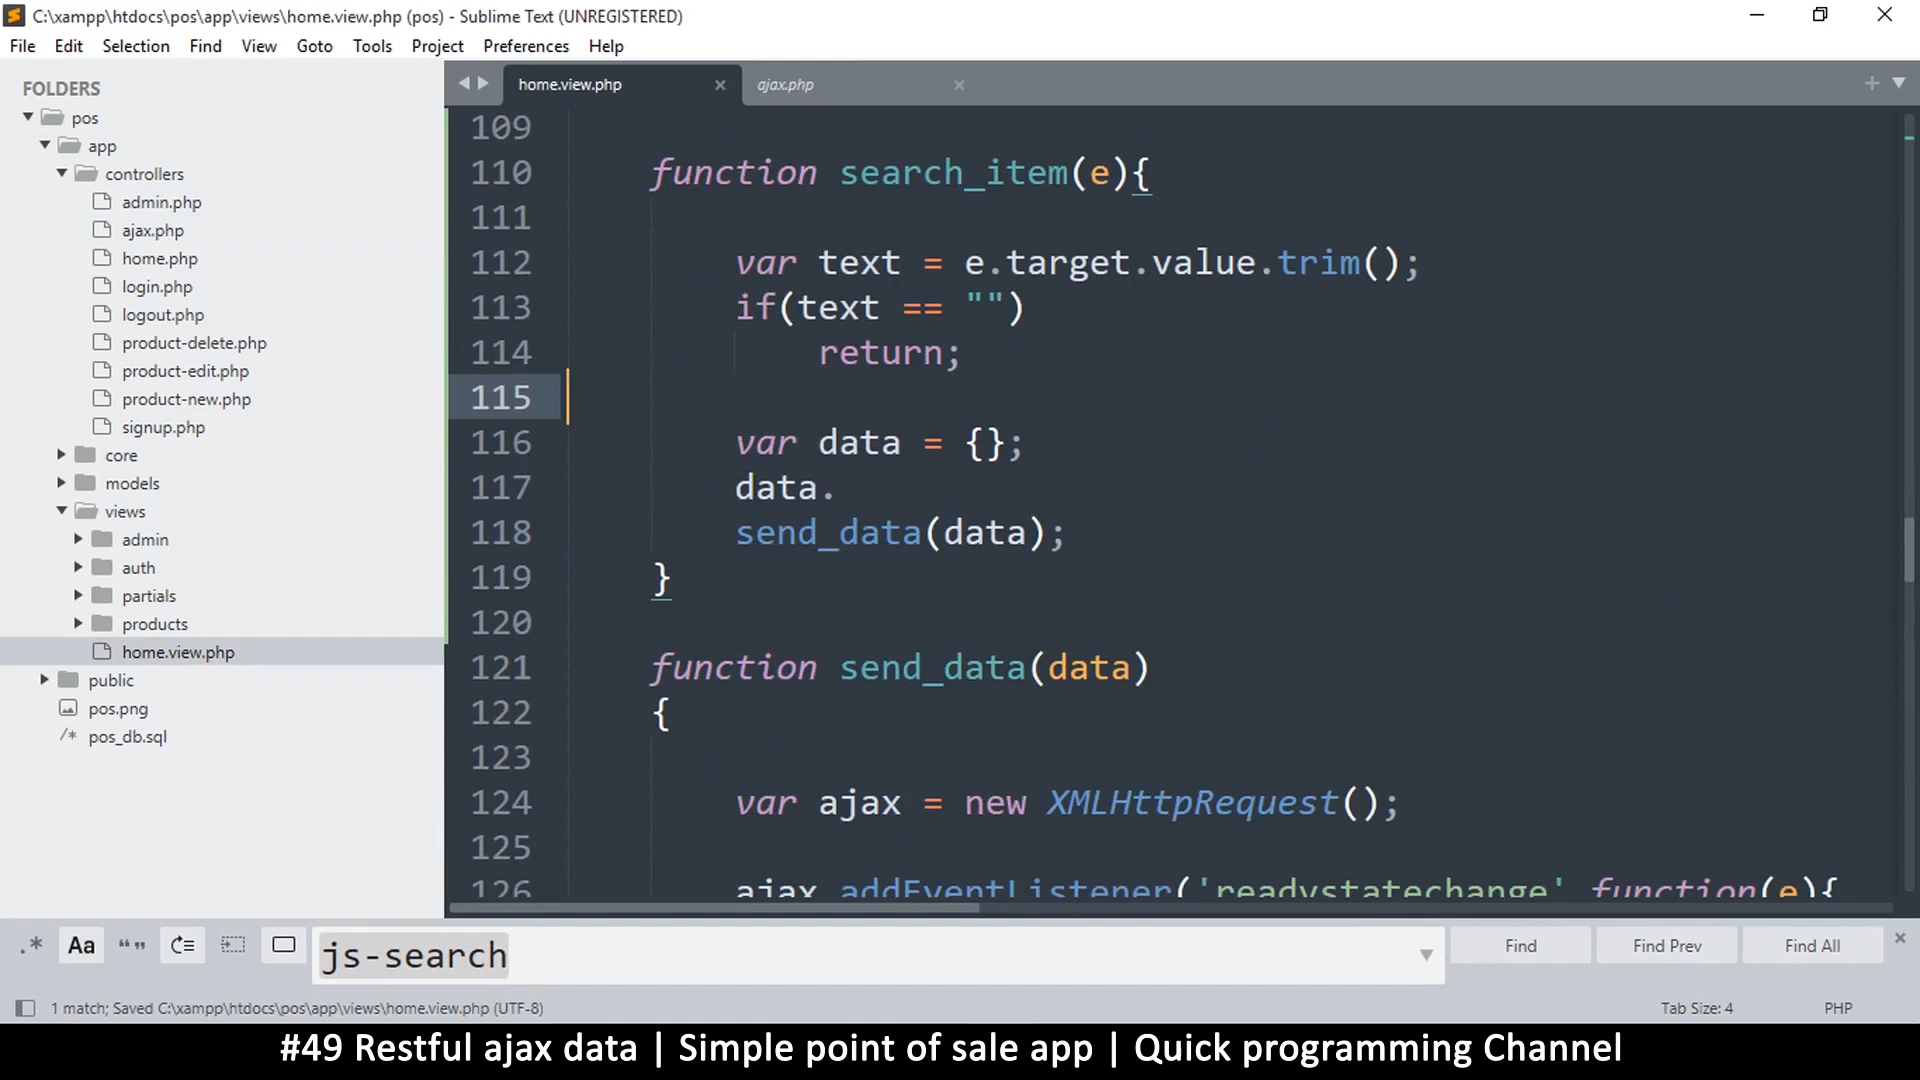 C:\xampp\htdocs\pos\app\views\home.view.php (pos) - Sublime Text (UNREGISTERED)
File Edit Selection Find View Goto Tools Project Preferences Help
FOLDERS
pos
app
controllers
admin.php
ajax.php
home.php
login.php
logout.php
product-delete.php
product-edit.php
product-new.php
signup.php
core
models
views
admin
auth
partials
products
home.view.php
public
pos.png
/* pos_db.sql
home.view.php ajax.php
109
110 function search_item(e){
111
112 var text = e.target.value.trim();
113 if(text == "")
114 return;
115
116 var data = {};
117 data.
118 send_data(data);
119 }
120
121 function send_data(data)
122 {
123
124 var ajax = new XMLHttpRequest();
125
126 ajax.addEventListener('readystatechange',function(e){
.* Aa “” js-search Find Find Prev Find All
1 match; Saved C:\xampp\htdocs\pos\app\views\home.view.php (UTF-8) Tab Size: 4 PHP
#49 Restful ajax data | Simple point of sale app | Quick programming Channel